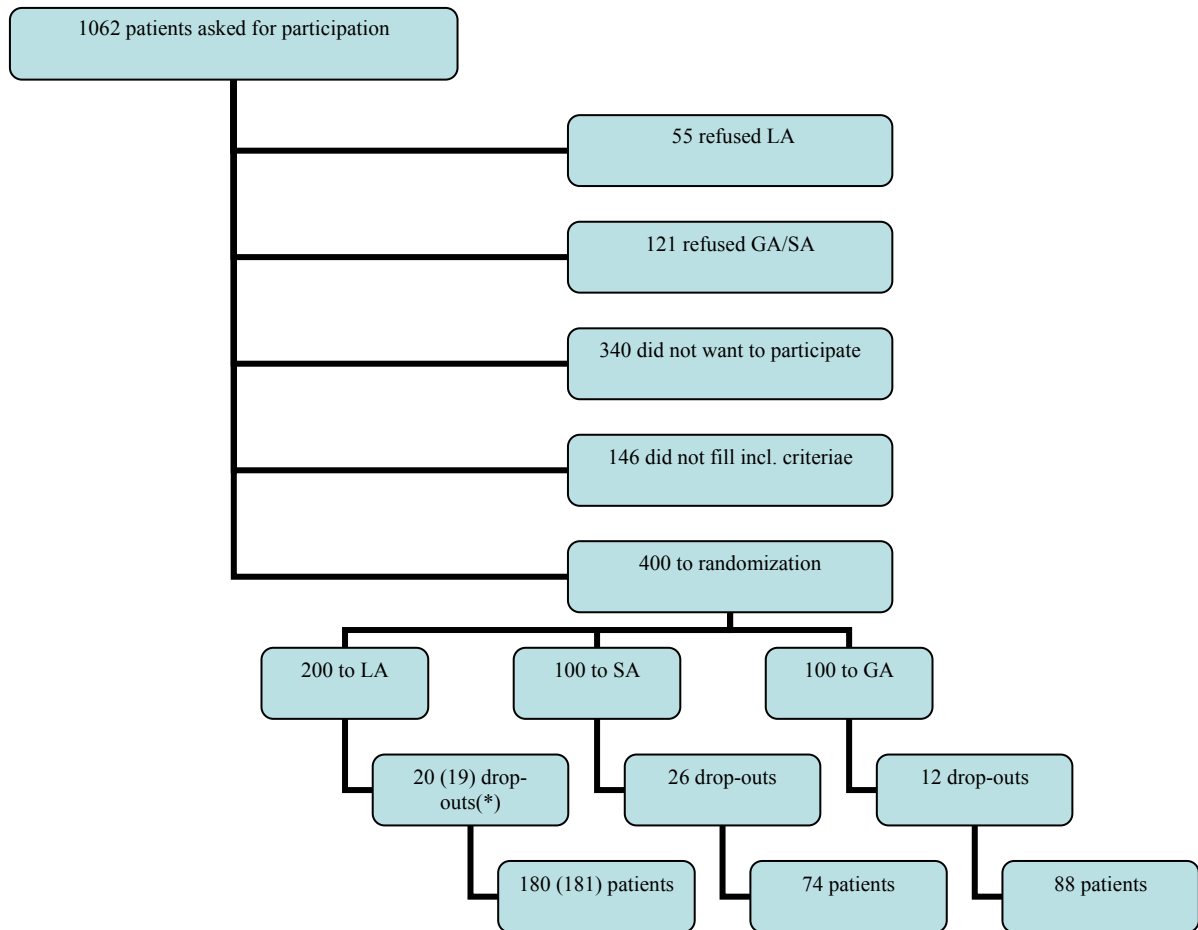 1062 patients asked for participation
55 refused LA
121 refused GA/SA
340 did not want to participate
146 did not fill incl. criteriae
400 to randomization
200 to LA
100 to SA
100 to GA
20 (19) drop-
outs(*)
26 drop-outs
12 drop-outs
180 (181) patients
74 patients
88 patients